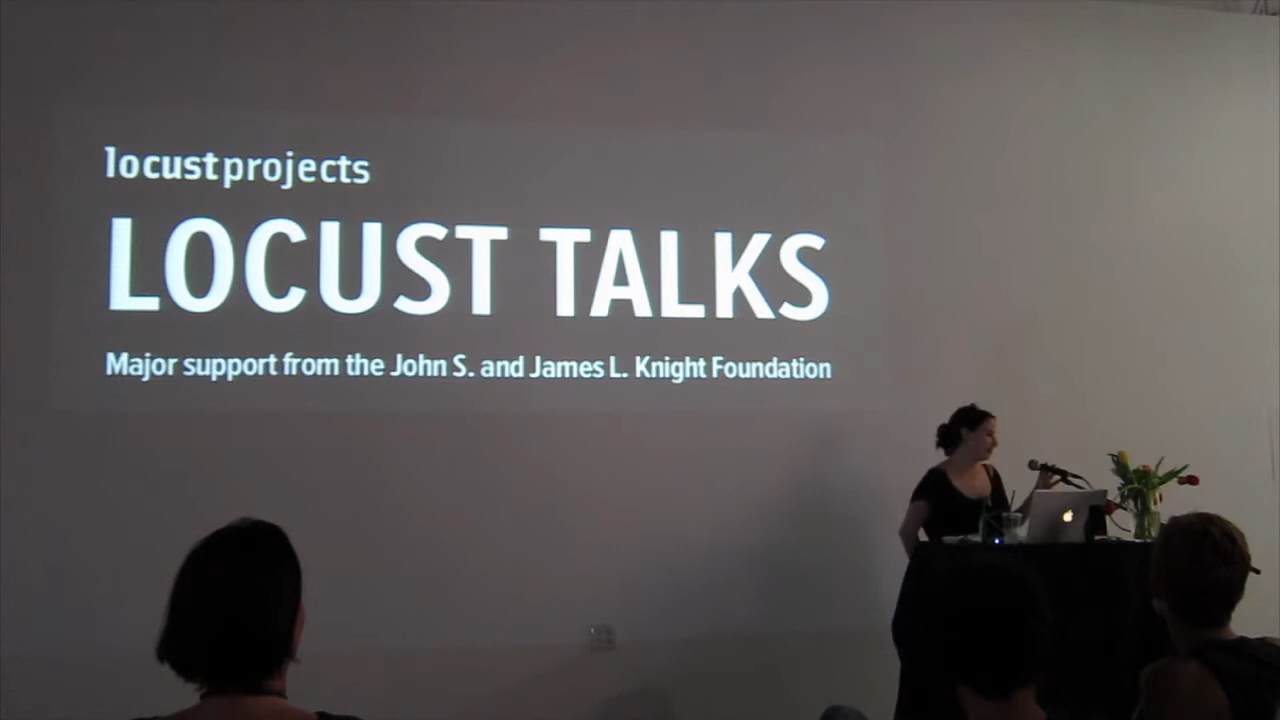 locustprojects
LOCUST TALKS
Major support from the John S. and James L. Knight Foundation